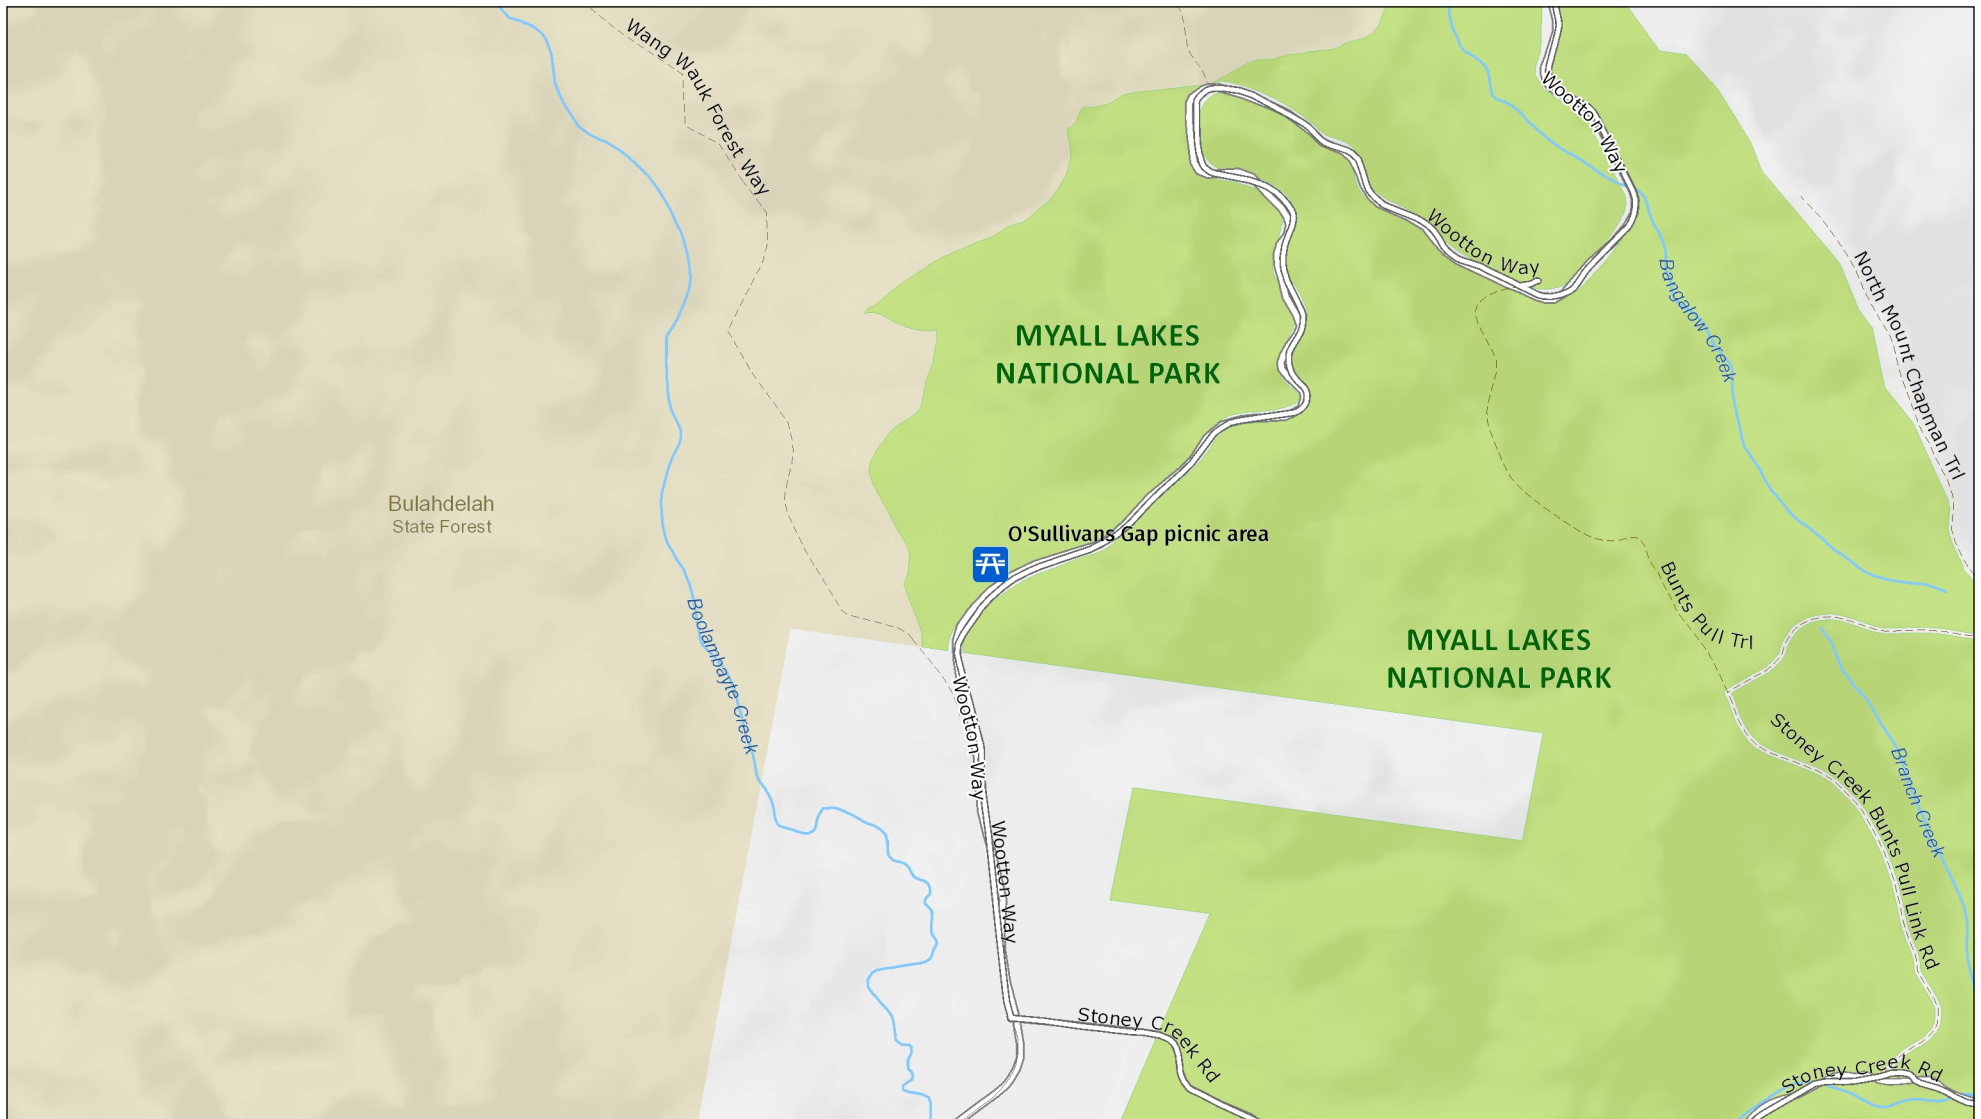 Wang Wauk Forest Way
Wootton Way
Wootton Way
Bangalow Creek
North Mount Chapman Trl
MYALL LAKES
NATIONAL PARK
Bulahdelah
State Forest
O'Sullivans Gap picnic area
Boolambayte Creek
Bunts Pull Trl
MYALL LAKES
NATIONAL PARK
Wootton Way
Stoney Creek Bunts Pull Link Rd
Branch Creek
Wootton Way
Stoney Creek Rd
Stoney Creek Rd